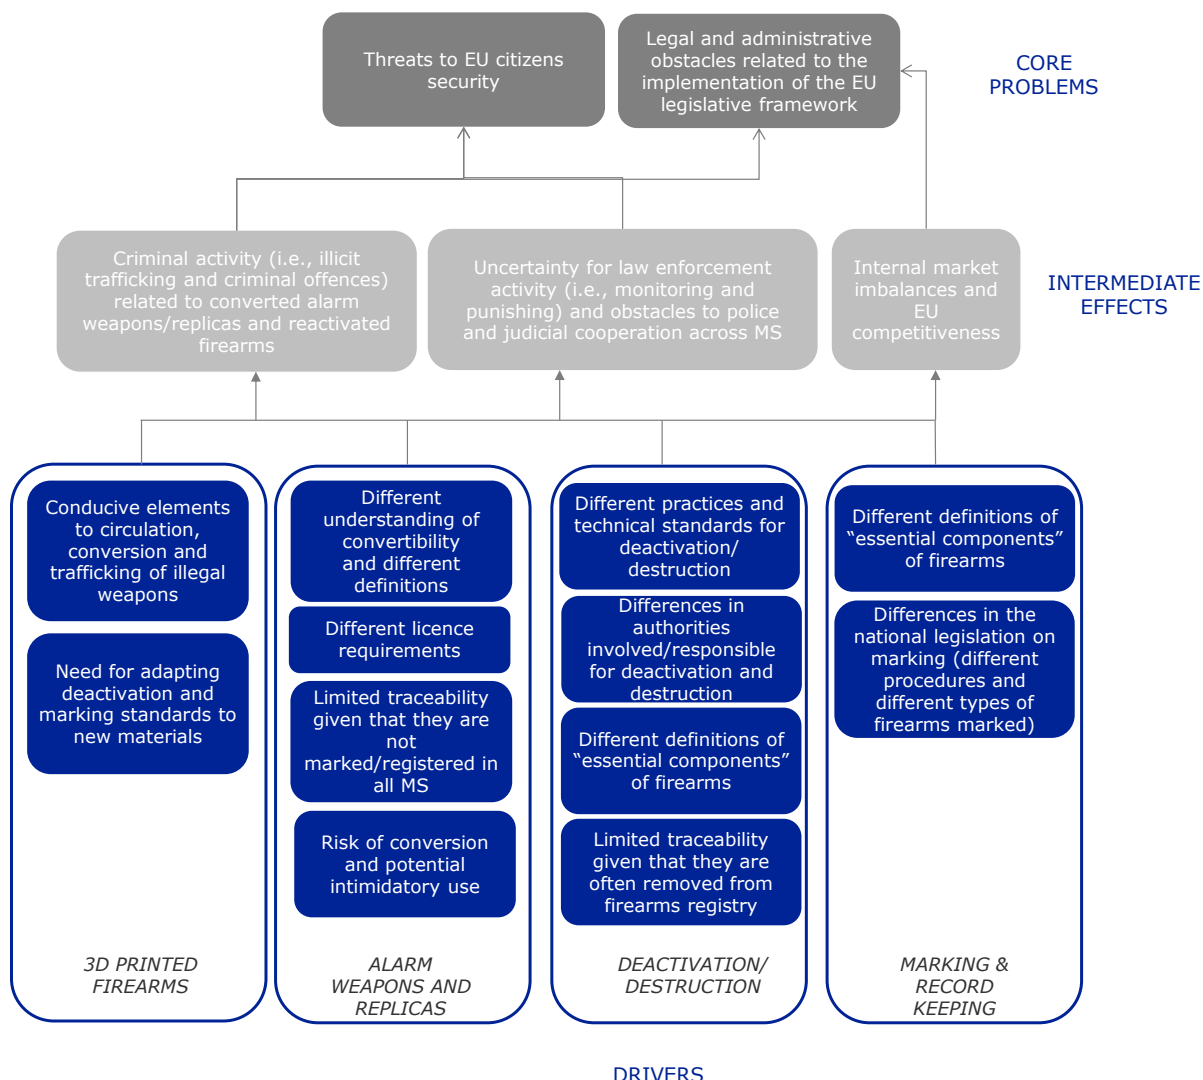 Threats to EU citizens
security
Legal and administrative
obstacles related to the
implementation of the EU
legislative framework
CORE
PROBLEMS
Criminal activity (i.e., illicit
trafficking and criminal offences)
related to converted alarm
weapons/replicas and reactivated
firearms
Uncertainty for law enforcement
activity (i.e., monitoring and
punishing) and obstacles to police
and judicial cooperation across MS
Internal market
imbalances and
EU
competitiveness
INTERMEDIATE
EFFECTS
Conducive elements
to circulation,
conversion and
trafficking of illegal
weapons
Need for adapting
deactivation and
marking standards to
new materials
3D PRINTED
FIREARMS
Different
understanding of
convertibility
and different
definitions
Different licence
requirements
Limited traceability
given that they are
not
marked/registered in
all MS
Risk of conversion
and potential
intimidatory use
ALARM
WEAPONS AND
REPLICAS
Different practices and
technical standards for
deactivation/
destruction
Differences in
authorities
involved/responsible
for deactivation and
destruction
Different definitions of
“essential components”
of firearms
Limited traceability
given that they are
often removed from
firearms registry
DEACTIVATION/
DESTRUCTION
Different definitions of
“essential components”
of firearms
Differences in the
national legislation on
marking (different
procedures and
different types of
firearms marked)
MARKING &
RECORD
KEEPING
DRIVERS